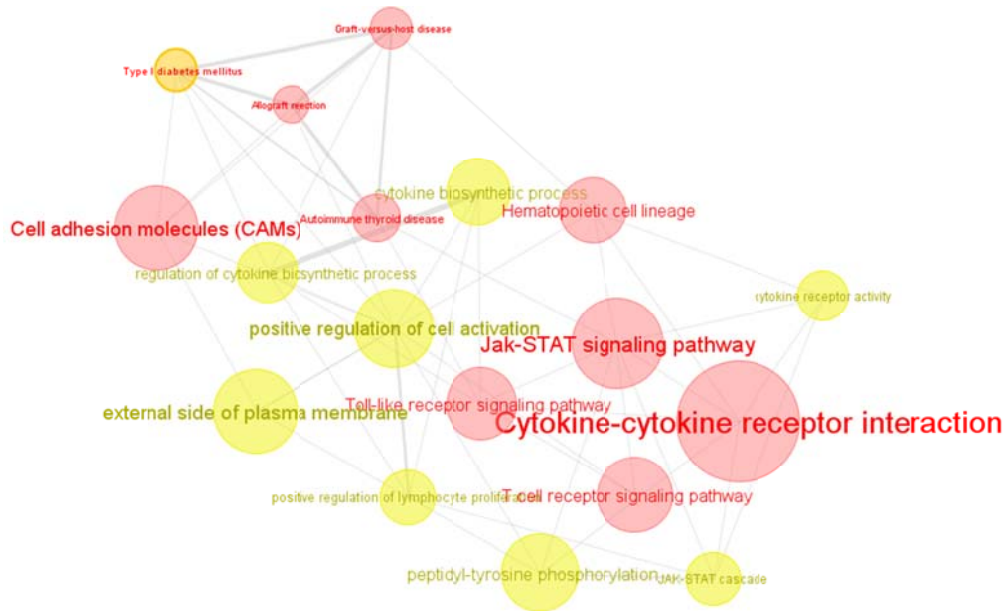 Graft-versus-host disease
Type I diabetes mellitus
Allograft reection
cytokine biosynthetic process
Hematopoietic cell lineage
Autoimmune thyroid disease
Cell adhesion molecules (CAMs)
regulation of cytokine biosynthetic process
cytokine receptor activity
positive regulation of cell activation
Jak-STAT signaling pathway
Toll-like receptor signaling pathway
external side of plasma membrane
Cytokine-cytokine receptor interaction
positive regulation of lymphocyte proliferation
T cell receptor signaling pathway
peptidyl-tyrosine phosphorylation
JAK-STAT cascade